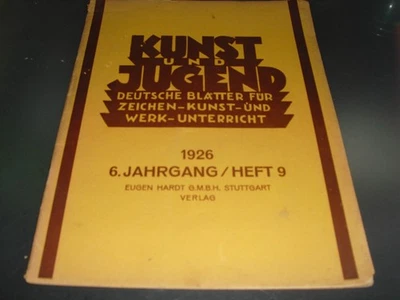 KUNST
UND
JUGEND
DEUTSCHE BLÄTTER FÜR
ZEICHEN-KUNST-UND
WERK-UNTERRICHT
1926
6. JAHRGANG/HEFT 9
EUGEN HARDT G.M.B.H. STUTTGART
VERLAG